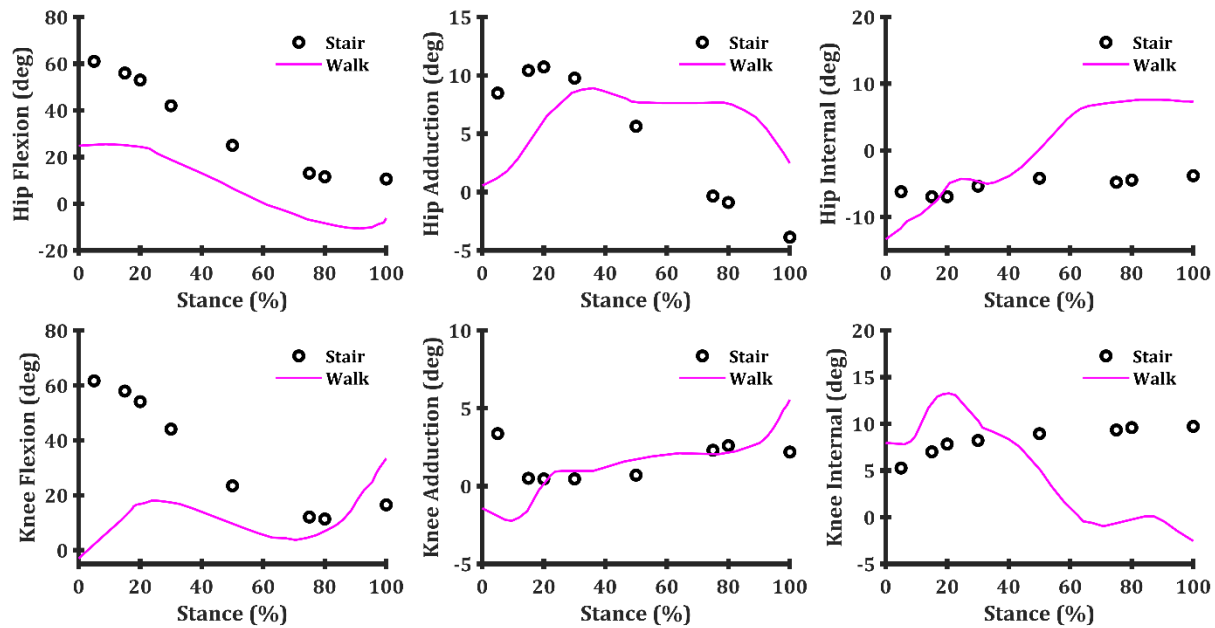 Hip Flexion (deg)
80
60
40
20
0
-20
Stair
Walk
0 20 40 60 80 100
Stance (%)
Hip Adduction (deg)
15
10
5
0
-5
Stair
Walk
0 20 40 60 80 100
Stance (%)
Hip Internal (deg)
20
10
0
-10
Stair
Walk
0 20 40 60 80 100
Stance (%)
Knee Flexion (deg)
80
60
40
20
0
Stair
Walk
0 20 40 60 80 100
Stance (%)
Knee Adduction (deg)
10
5
0
-5
Stair
Walk
0 20 40 60 80 100
Stance (%)
Knee Internal (deg)
20
15
10
5
0
-5
Stair
Walk
0 20 40 60 80 100
Stance (%)